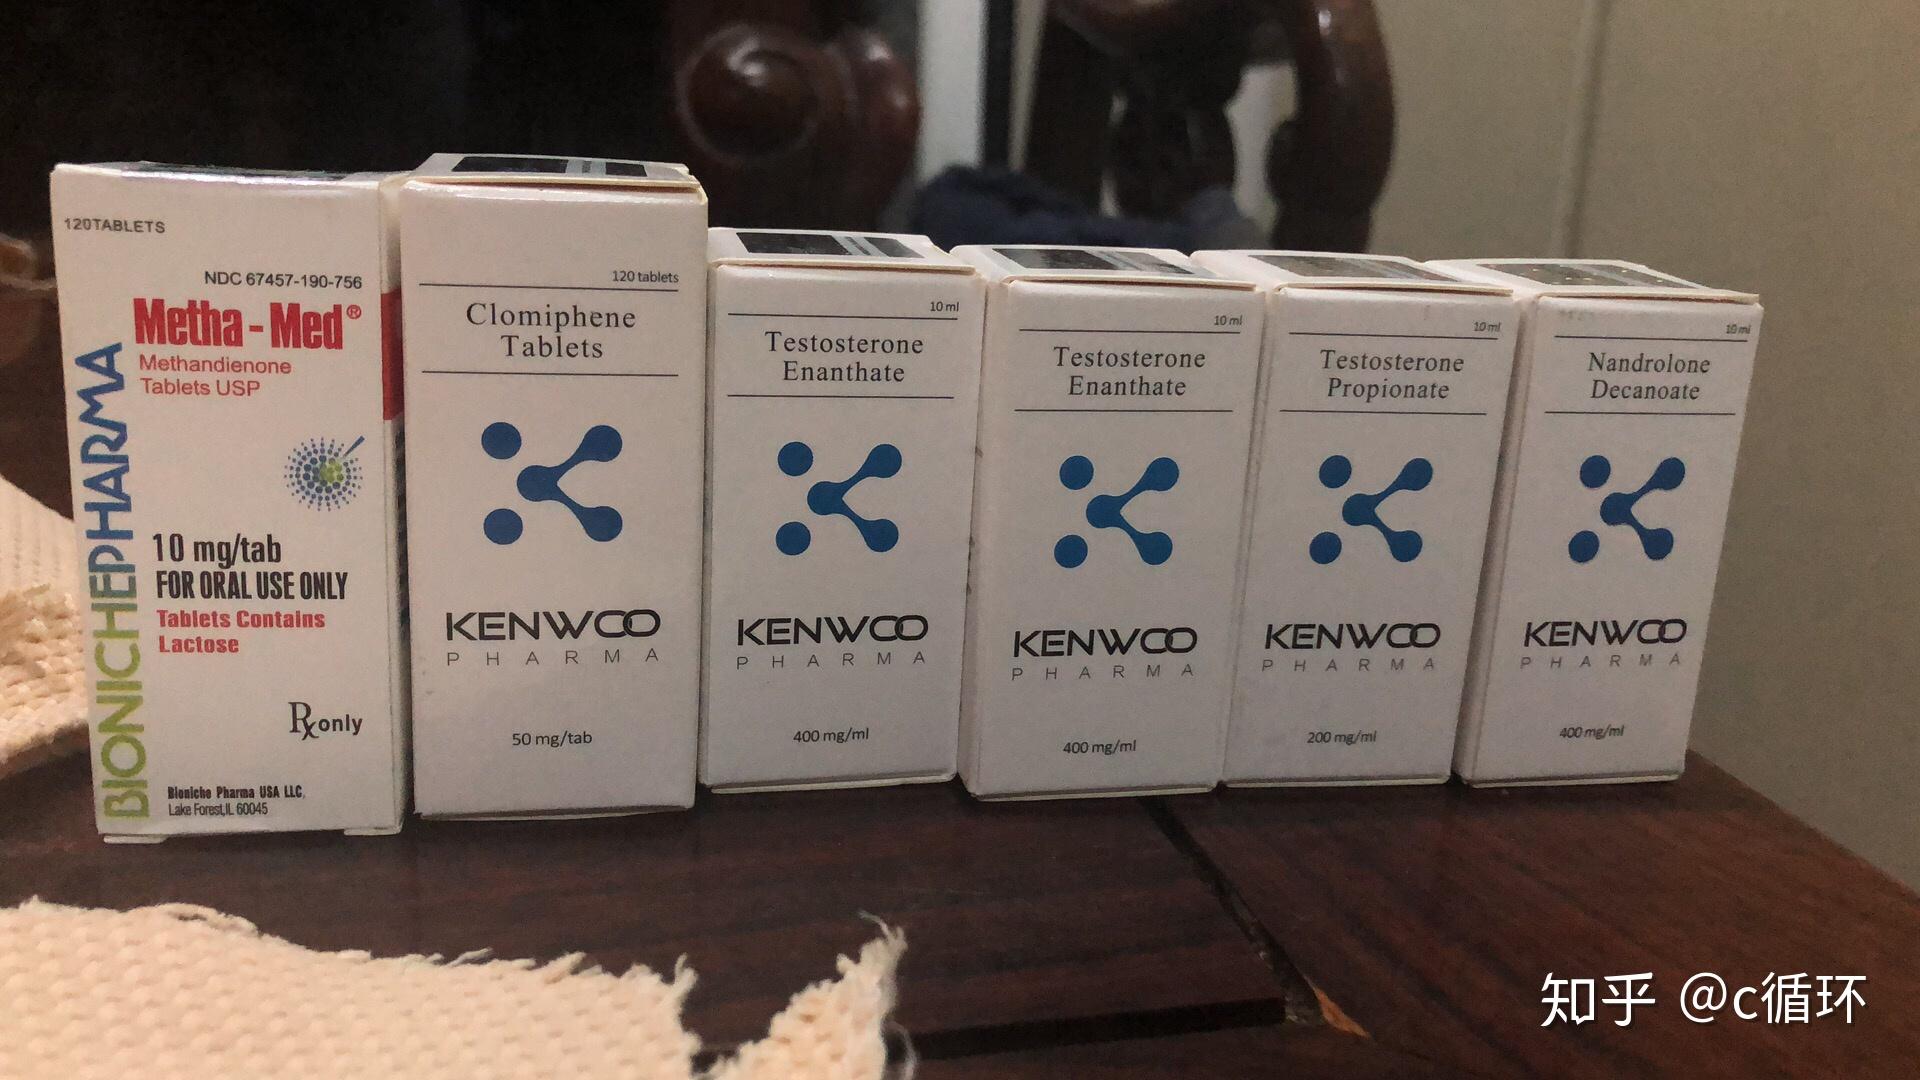 120TABLETS
NDC 67457-190-756
Metha-Med®
Methandienone
Tablets USP
BIONICHEPHARMA
10 mg/tab
FOR ORAL USE ONLY
Tablets Contains
Lactose
Rx only
Bioniche Pharma USA LLC,
Lake Forest,IL 60045
120 tablets
Clomiphene
Tablets
KENWOO
PHARMA
50 mg/tab
10 ml
Testosterone
Enanthate
KENWOO
PHARMA
400 mg/ml
10 ml
Testosterone
Enanthate
KENWOO
PHARMA
400 mg/ml
10 ml
Testosterone
Propionate
KENWOO
PHARMA
200 mg/ml
10 ml
Nandrolone
Decanoate
KENWOO
PHARMA
400 mg/ml
知乎 @c循环